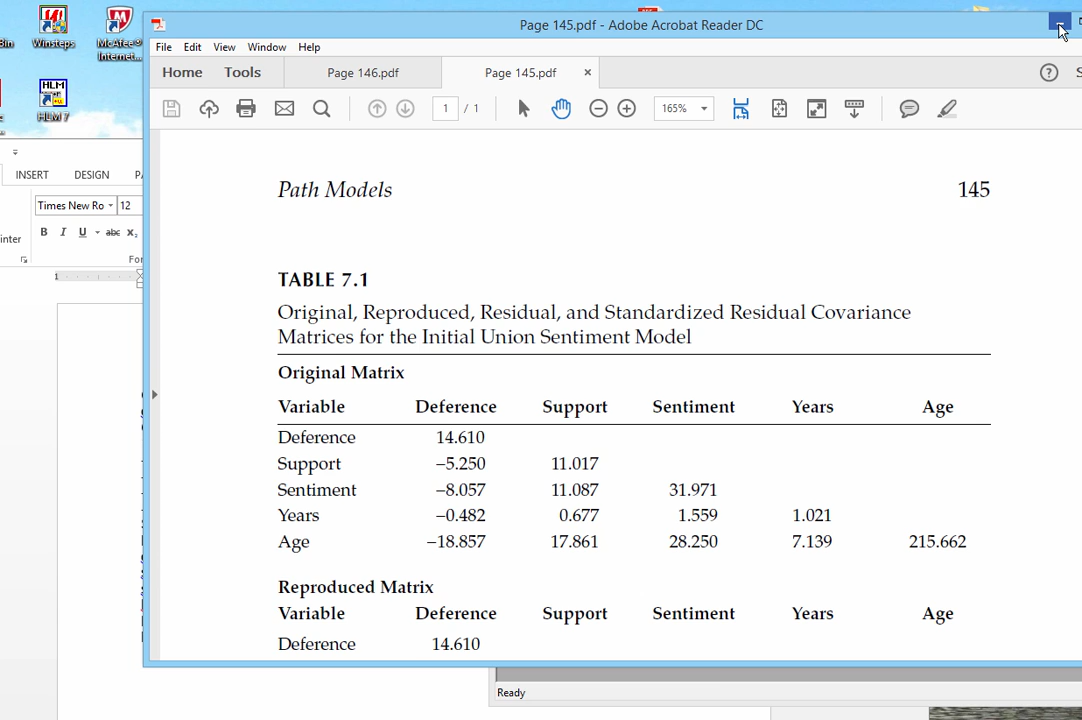 Page 145.pdf - Adobe Acrobat Reader DC
Bin
Winsteps
McAfee®
Internet...
HLM 7
File Edit View Window Help
Home Tools Page 146.pdf Page 145.pdf ×
1 / 1 165%
INSERT DESIGN P
Times New Ro 12
B I U abc x₂
inter
For
1
Path Models 145
TABLE 7.1
Original, Reproduced, Residual, and Standardized Residual Covariance
Matrices for the Initial Union Sentiment Model
Original Matrix
Variable Deference Support Sentiment Years Age
Deference 14.610
Support −5.250 11.017
Sentiment −8.057 11.087 31.971
Years −0.482 0.677 1.559 1.021
Age −18.857 17.861 28.250 7.139 215.662
Reproduced Matrix
Variable Deference Support Sentiment Years Age
Deference 14.610
Ready